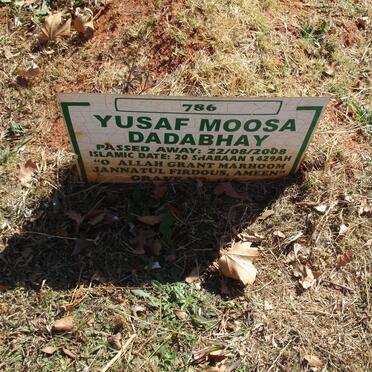 786
YUSAF MOOSA
DADABHAY
PASSED AWAY: 22/08/2008
ISLAMIC DATE: 20 SHABAAN 1429AH
O ALLAH GRANT MARHOOM
JANNATUL FIRDOUS, AMEEN!